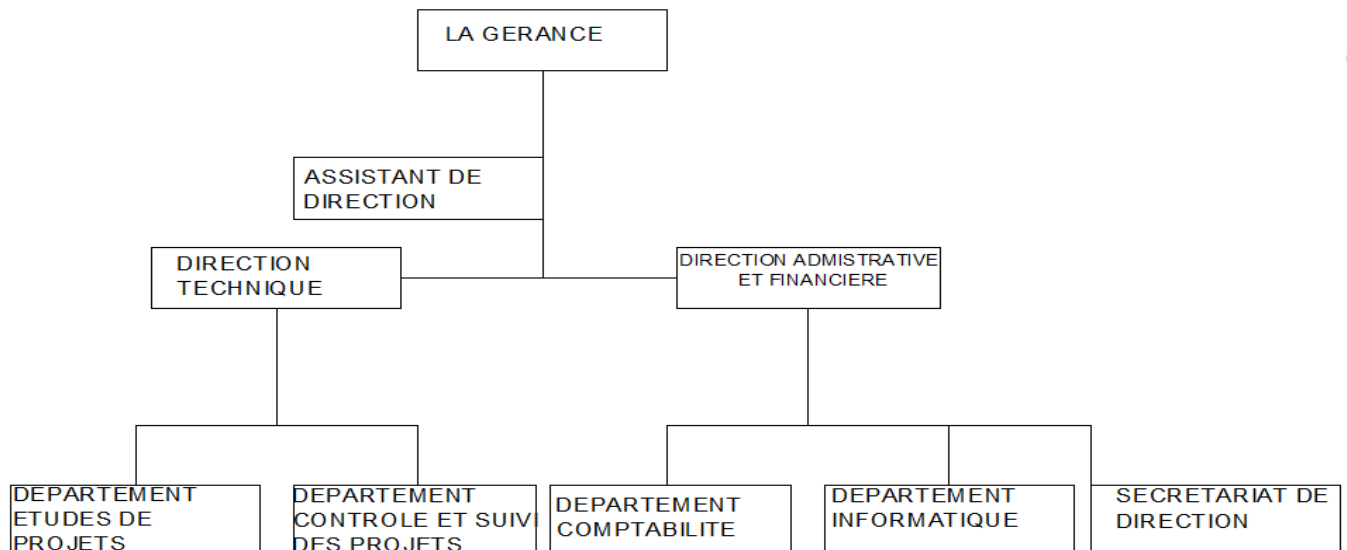 LA GERANCE
ASSISTANT DE
DIRECTION
DIRECTION
TECHNIQUE
DIRECTION ADMISTRATIVE
ET FINANCIERE
DEPARTEMENT
ETUDES DE
PROJETS
DEPARTEMENT
CONTROLE ET SUIVI
DES PROJETS
DEPARTEMENT
COMPTABILITE
DEPARTEMENT
INFORMATIQUE
SECRETARIAT DE
DIRECTION